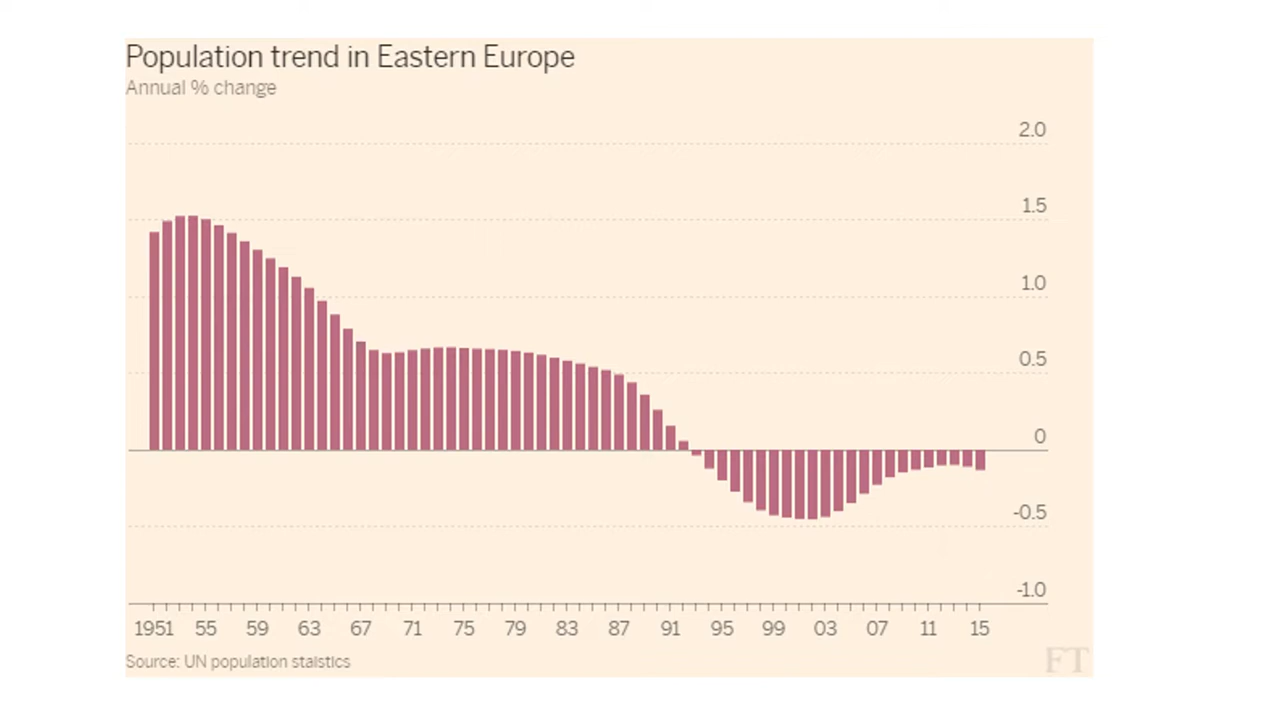 Population trend in Eastern Europe
Annual % change
2.0
1.5
1.0
0.5
0
-0.5
-1.0
1951 55 59 63 67 71 75 79 83 87 91 95 99 03 07 11 15
Source: UN population staistics
FT